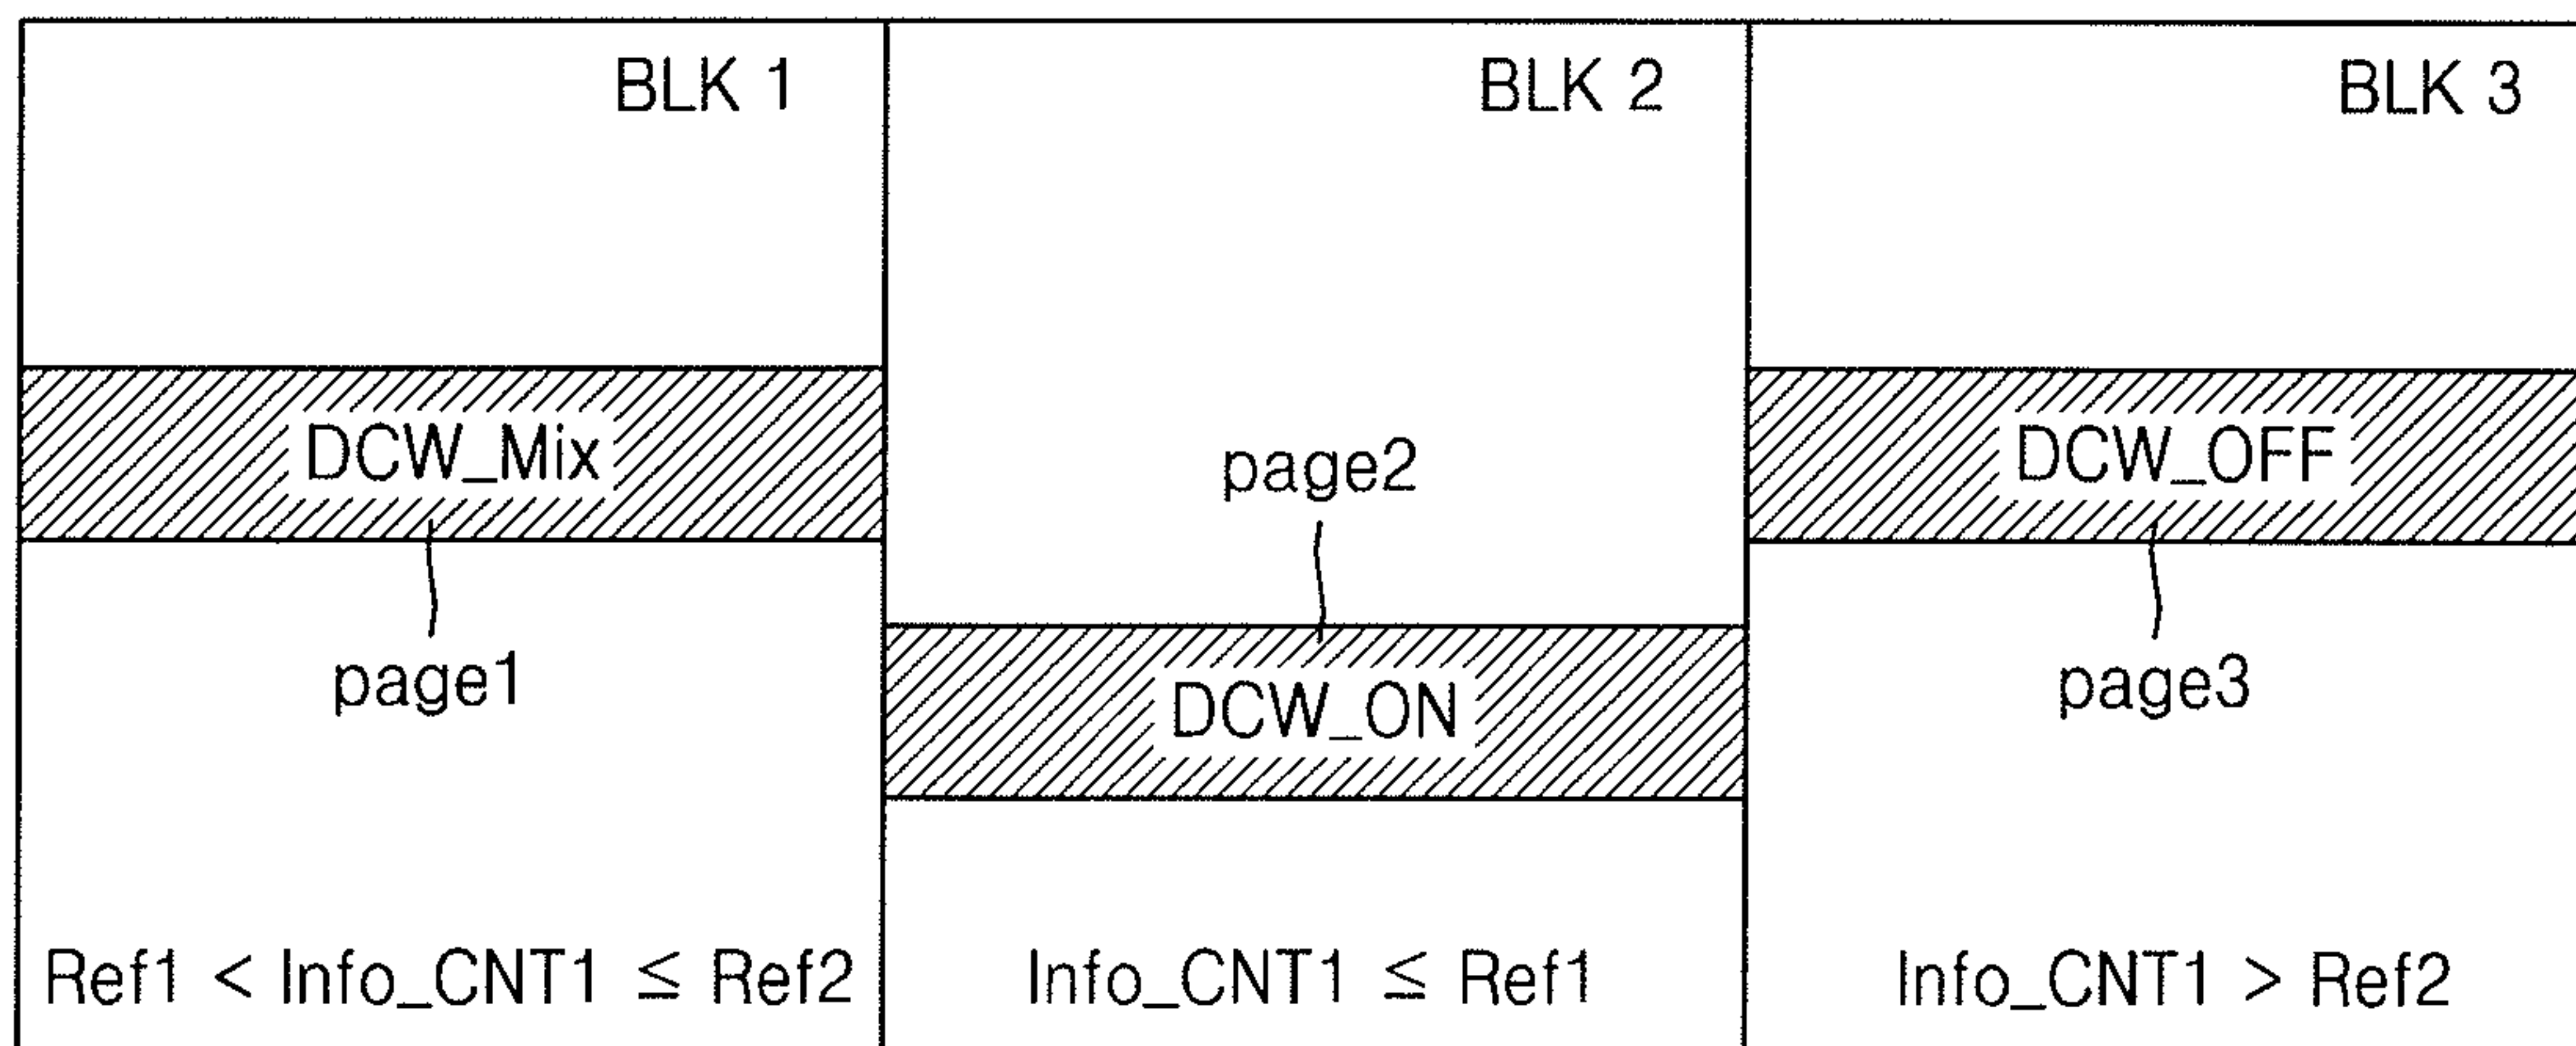 BLK 1
BLK 2
BLK 3
DCW_Mix
page2
DCW_OFF
page1
DCW_ON
page3
Ref1 < Info_CNT1 ≤ Ref2
Info_CNT1 ≤ Ref1
Info_CNT1 > Ref2